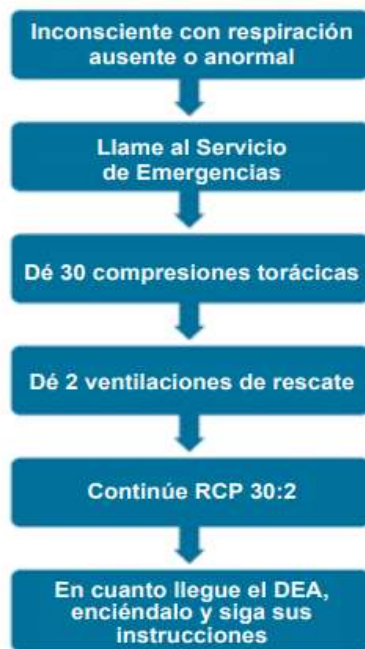 Inconsciente con respiración
ausente o anormal
Llame al Servicio
de Emergencias
Dé 30 compresiones torácicas
Dé 2 ventilaciones de rescate
Continúe RCP 30:2
En cuanto llegue el DEA,
enciéndalo y siga sus
instrucciones